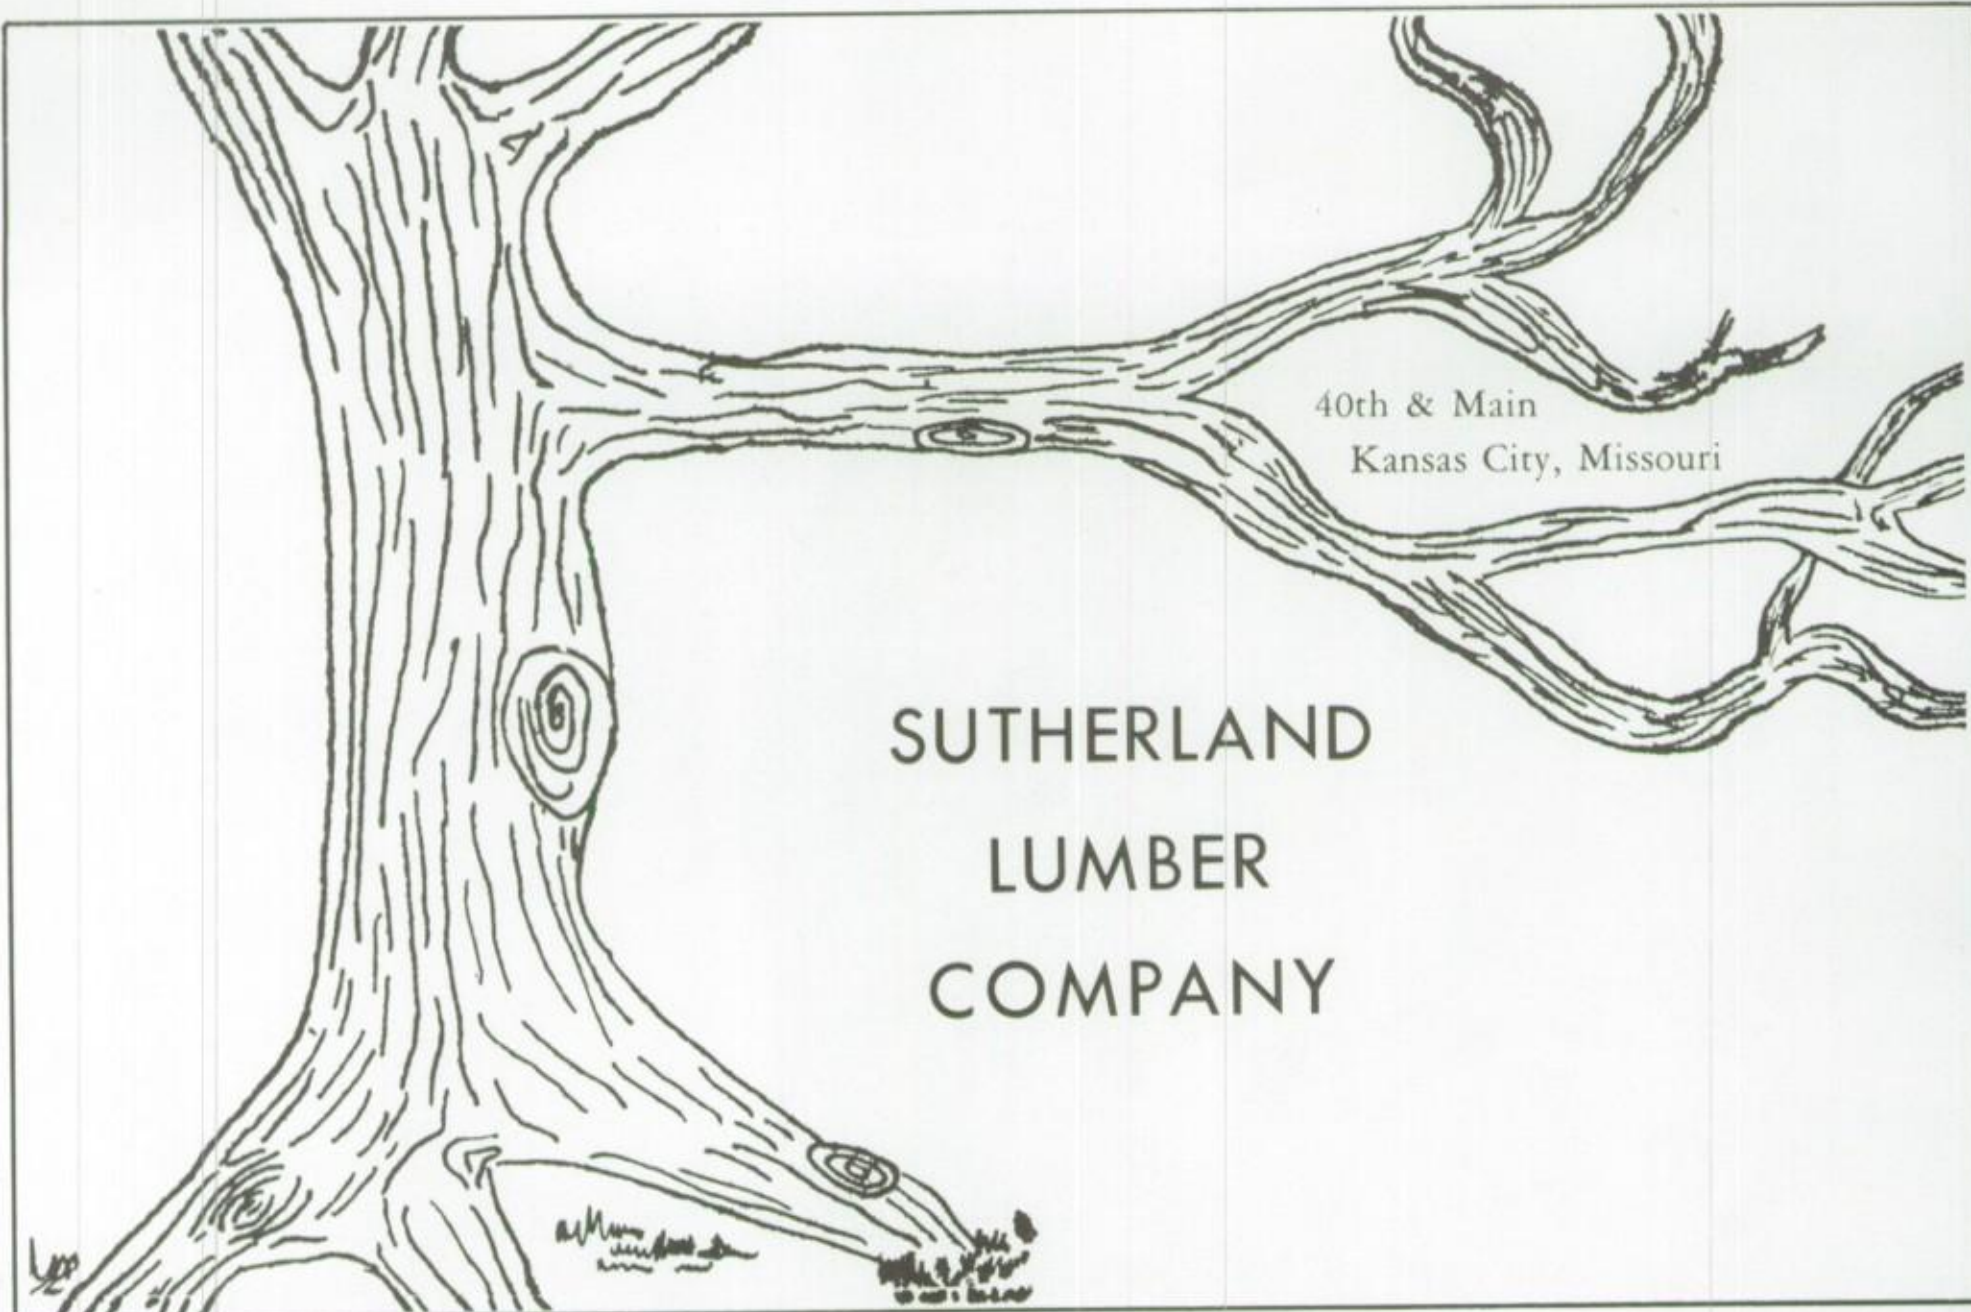 40th & Main
Kansas City, Missouri
SUTHERLAND
LUMBER
COMPANY